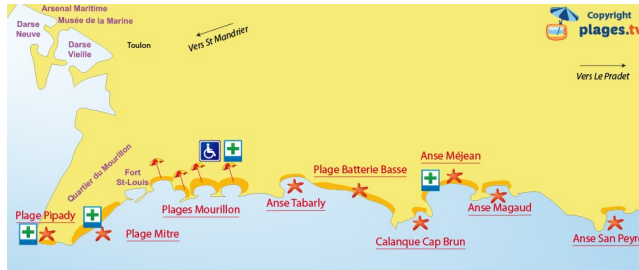 Arsenal Maritime
Musée de la Marine
Darse
Neuve
Darse
Vieille
Toulon
Vers St Mandrier
Copyright
plages.tv
Vers Le Pradet
Quartier du Mourillon
Fort
St-Louis
Plage Pipady
Plage Mitre
Plages Mourillon
Anse Tabarly
Plage Batterie Basse
Anse Méjean
Anse Magaud
Calanque Cap Brun
Anse San Peyre